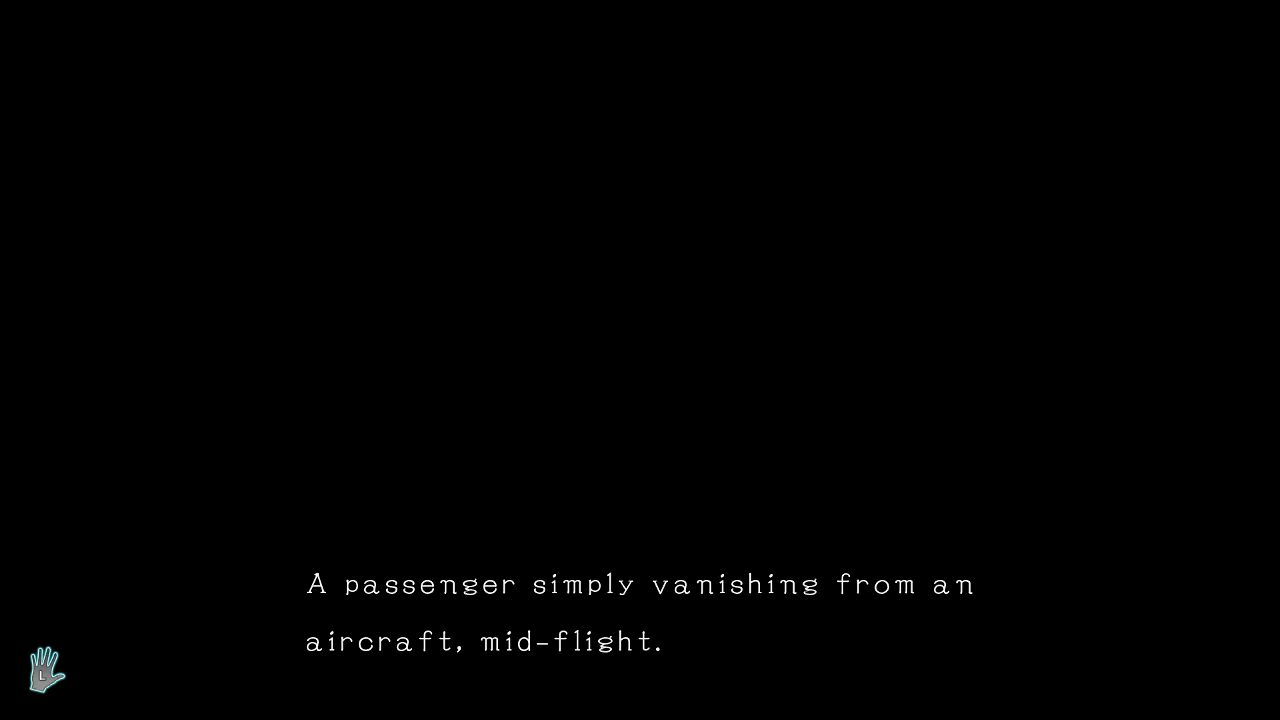 A passenger simply vanishing from an
aircraft, mid-flight.
L